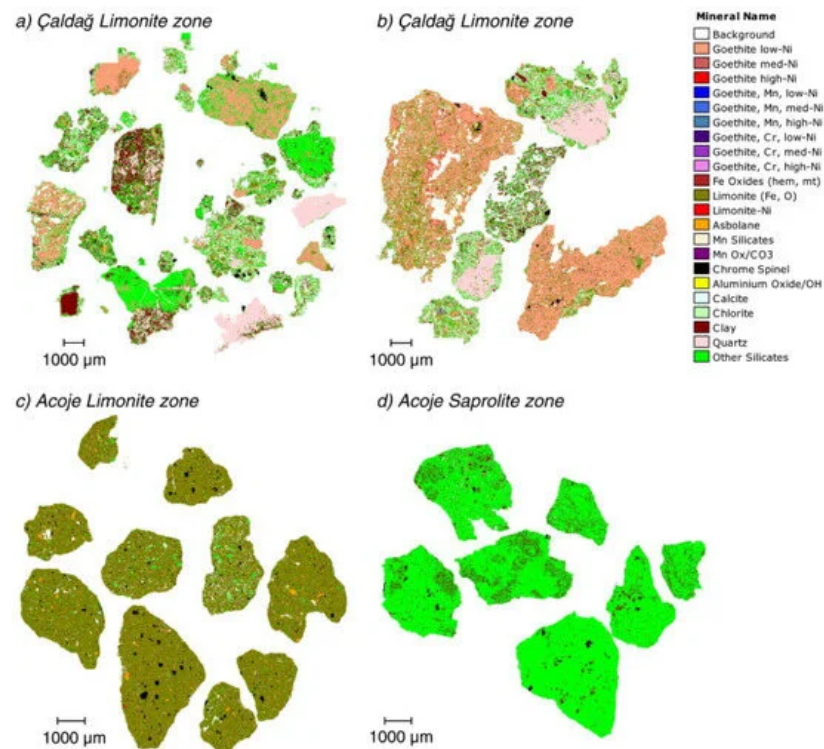 a) Çaldağ Limonite zone
b) Çaldağ Limonite zone
Mineral Name
Background
Goethite low-Ni
Goethite med-Ni
Goethite high-Ni
Goethite, Mn, low-Ni
Goethite, Mn, med-Ni
Goethite, Mn, high-Ni
Goethite, Cr, low-Ni
Goethite, Cr, med-Ni
Goethite, Cr, high-Ni
Fe Oxides (hem, mt)
Limonite (Fe, O)
Limonite-Ni
Asbolane
Mn Silicates
Mn Ox/CO3
Chrome Spinel
Aluminium Oxide/OH
Calcite
Chlorite
Clay
Quartz
Other Silicates
1000 µm
1000 µm
c) Acoje Limonite zone
d) Acoje Saprolite zone
1000 µm
1000 µm